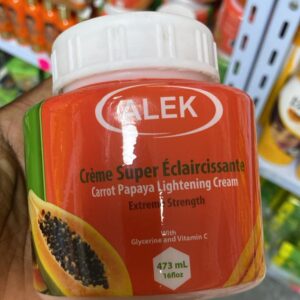 ALEK
Crème Super Éclaircissante
Carrot Papaya Lightening Cream
Extreme Strength
With
Glycerine and Vitamin C
473 mL
16floz